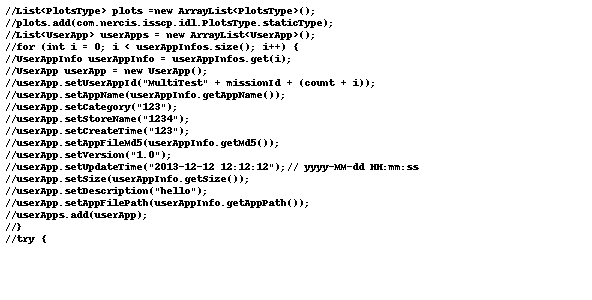 //List<PlotsType> plots =new ArrayList<PlotsType>();
//plots.add(com.nercis.isscp.idl.PlotsType.staticType);
//List<UserApp> userApps = new ArrayList<UserApp>();
//for (int i = 0; i < userAppInfos.size(); i++) {
//UserAppInfo userAppInfo = userAppInfos.get(i);
//UserApp userApp = new UserApp();
//userApp.setUserAppId("MultiTest" + missionId + (count + i));
//userApp.setAppName(userAppInfo.getAppName());
//userApp.setCategory("123");
//userApp.setStoreName("1234");
//userApp.setCreateTime("123");
//userApp.setAppFileMd5(userAppInfo.getMd5());
//userApp.setVersion("1.0");
//userApp.setUpdateTime("2013-12-12 12:12:12");// yyyy-MM-dd HH:mm:ss
//userApp.setSize(userAppInfo.getSize());
//userApp.setDescription("hello");
//userApp.setAppFilePath(userAppInfo.getAppPath());
//userApps.add(userApp);
//}
//try {